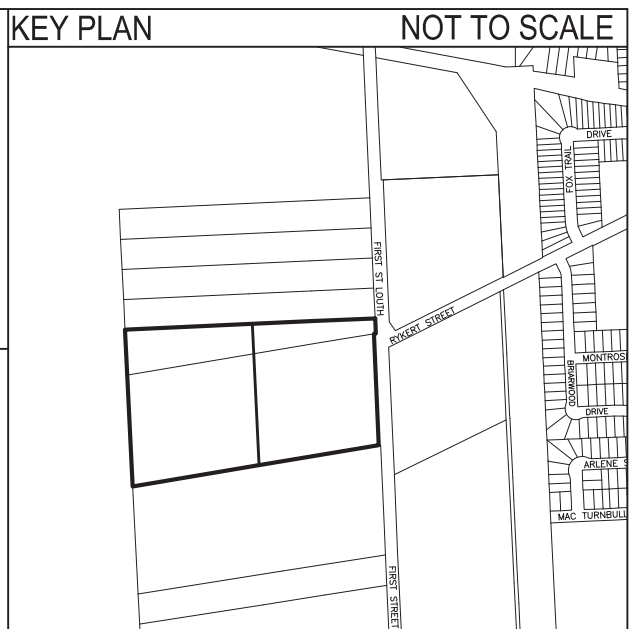 KEY PLAN
NOT TO SCALE
DRIVE
FOX TRAIL
FIRST ST LOUTH
RYKERT STREET
MONTROS
BRIARWOOD
DRIVE
ARLENE S
MAC TURNBULL
FIRST STREET